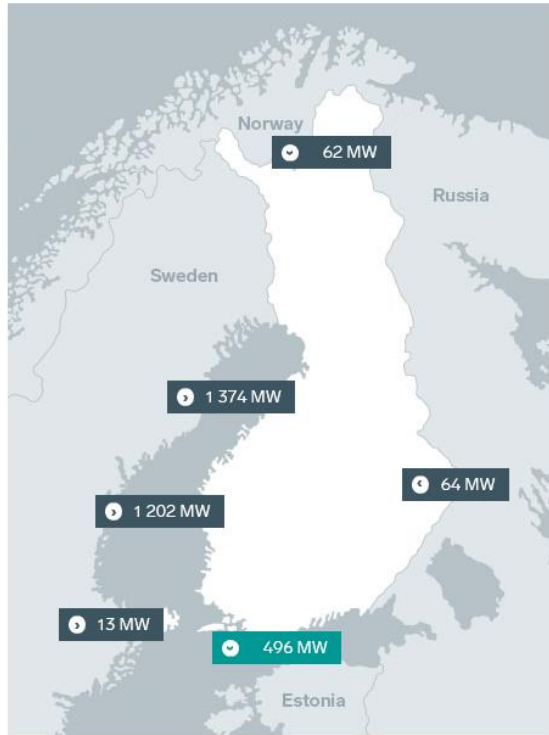 Norway
62 MW
Russia
Sweden
1 374 MW
64 MW
1 202 MW
13 MW
496 MW
Estonia